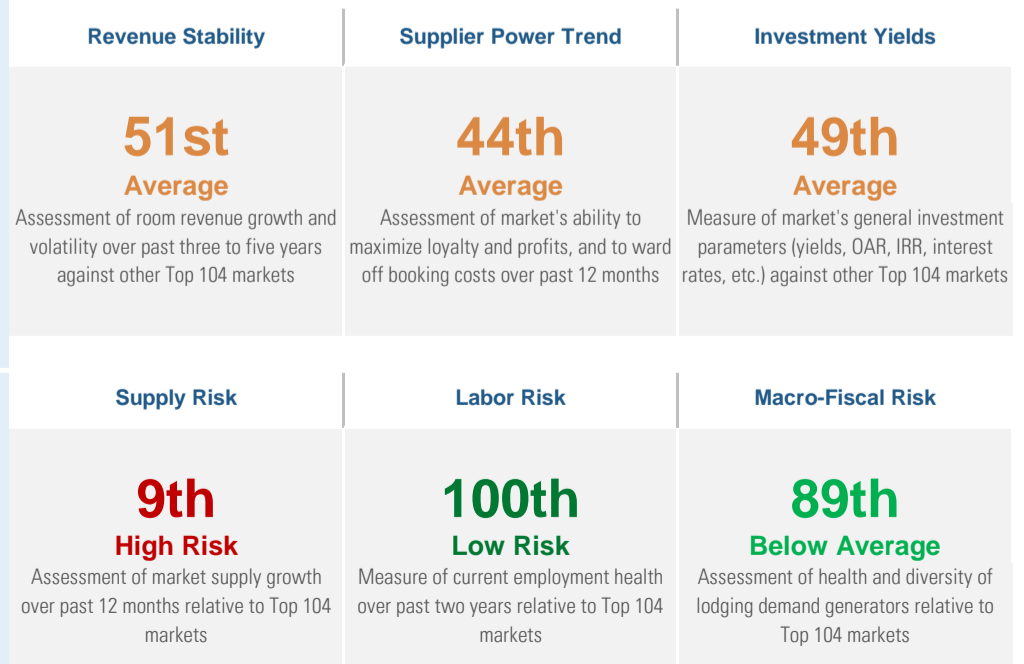 Revenue Stability
Supplier Power Trend
Investment Yields
51st
Average
Assessment of room revenue growth and
volatility over past three to five years
against other Top 104 markets
44th
Average
Assessment of market's ability to
maximize loyalty and profits, and to ward
off booking costs over past 12 months
49th
Average
Measure of market's general investment
parameters (yields, OAR, IRR, interest
rates, etc.) against other Top 104 markets
Supply Risk
Labor Risk
Macro-Fiscal Risk
9th
High Risk
Assessment of market supply growth
over past 12 months relative to Top 104
markets
100th
Low Risk
Measure of current employment health
over past two years relative to Top 104
markets
89th
Below Average
Assessment of health and diversity of
lodging demand generators relative to
Top 104 markets